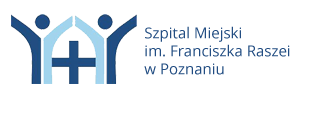 Szpital Miejski
im. Franciszka Raszei
w Poznaniu